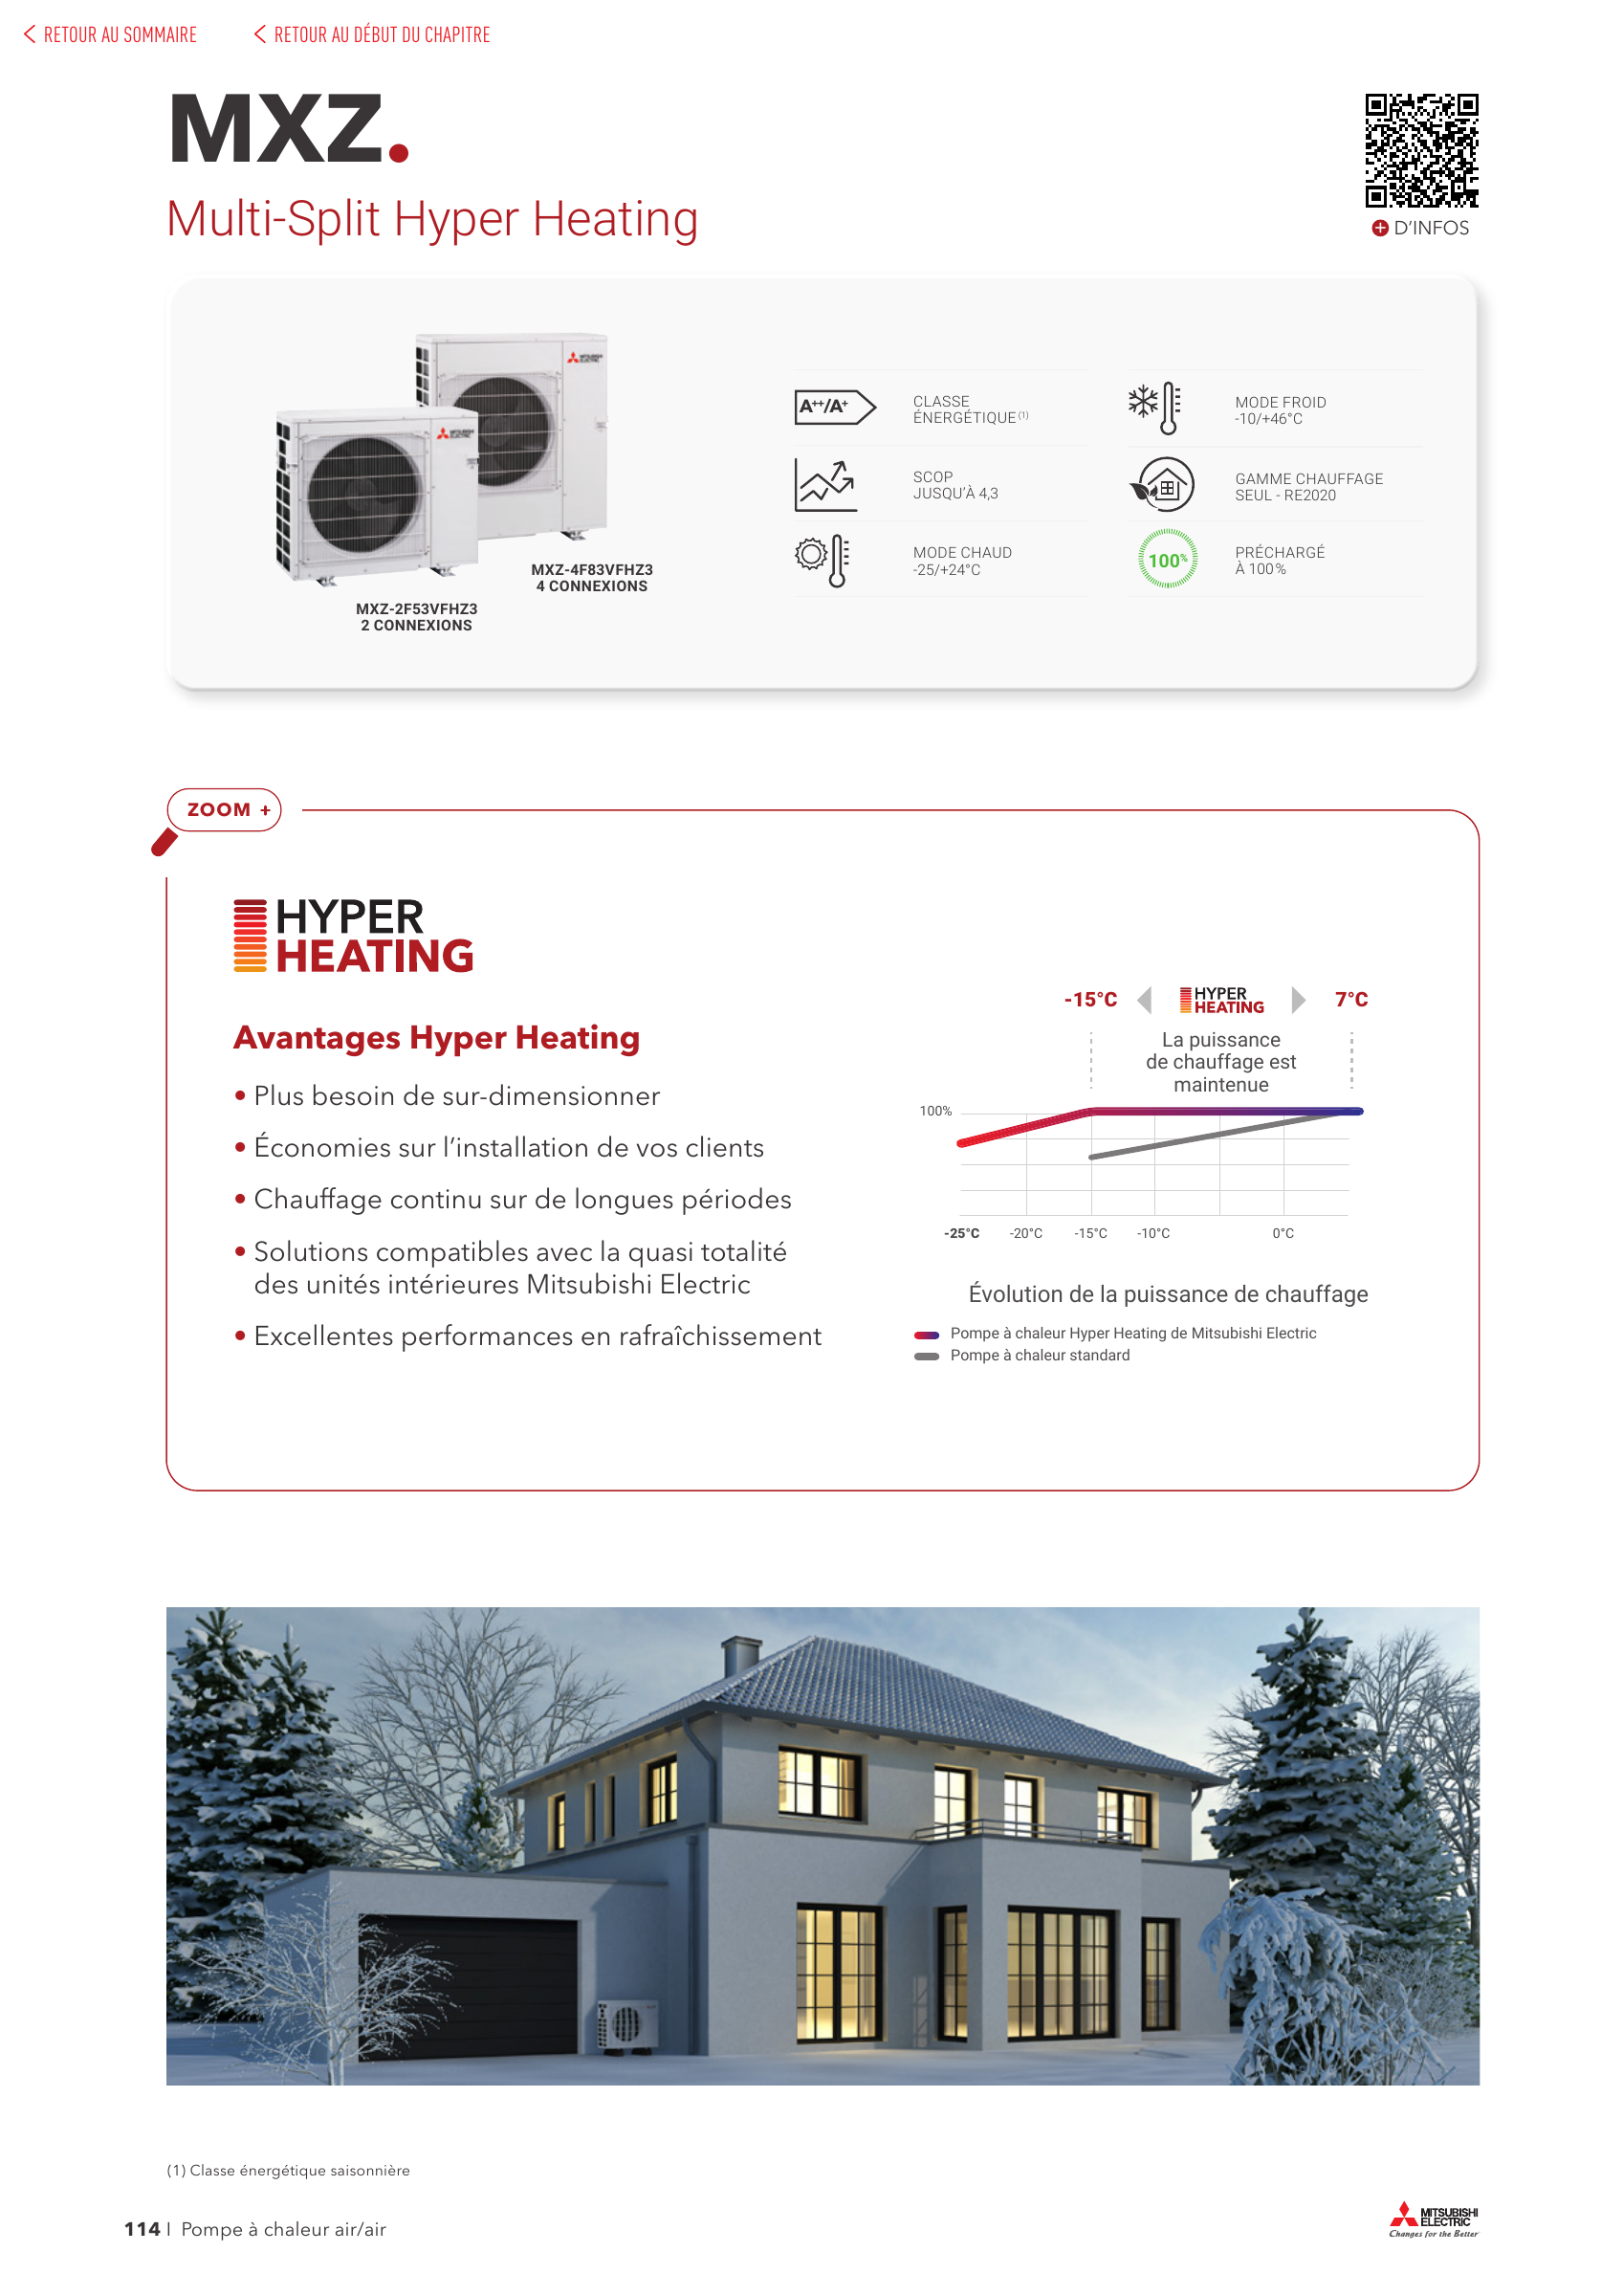 RETOUR AU SOMMAIRE
RETOUR AU DÉBUT DU CHAPITRE
MXZ.
Multi-Split Hyper Heating
D'INFOS
MITSUBISHI
ELECTRIC
MITSUBISHI
ELECTRIC
MXZ-4F83VFHZ3
4 CONNEXIONS
MXZ-2F53VFHZ3
2 CONNEXIONS
A++/A+
CLASSE
ÉNERGÉTIQUE(1)
SCOP
JUSQU'À 4,3
MODE CHAUD
-25/+24°C
MODE FROID
-10/+46°C
GAMME CHAUFFAGE
SEUL - RE2020
100%
PRÉCHARGÉ
À 100%
ZOOM +
HYPER
HEATING
Avantages Hyper Heating
• Plus besoin de sur-dimensionner
• Économies sur l'installation de vos clients
• Chauffage continu sur de longues périodes
• Solutions compatibles avec la quasi totalité
des unités intérieures Mitsubishi Electric
• Excellentes performances en rafraîchissement
-15°C
HYPER
HEATING
7°C
La puissance
de chauffage est
maintenue
100%
-25°C -20°C -15°C -10°C 0°C
Évolution de la puissance de chauffage
Pompe à chaleur Hyper Heating de Mitsubishi Electric
Pompe à chaleur standard
(1) Classe énergétique saisonnière
114 I Pompe à chaleur air/air
MITSUBISHI
ELECTRIC
Changes for the Better